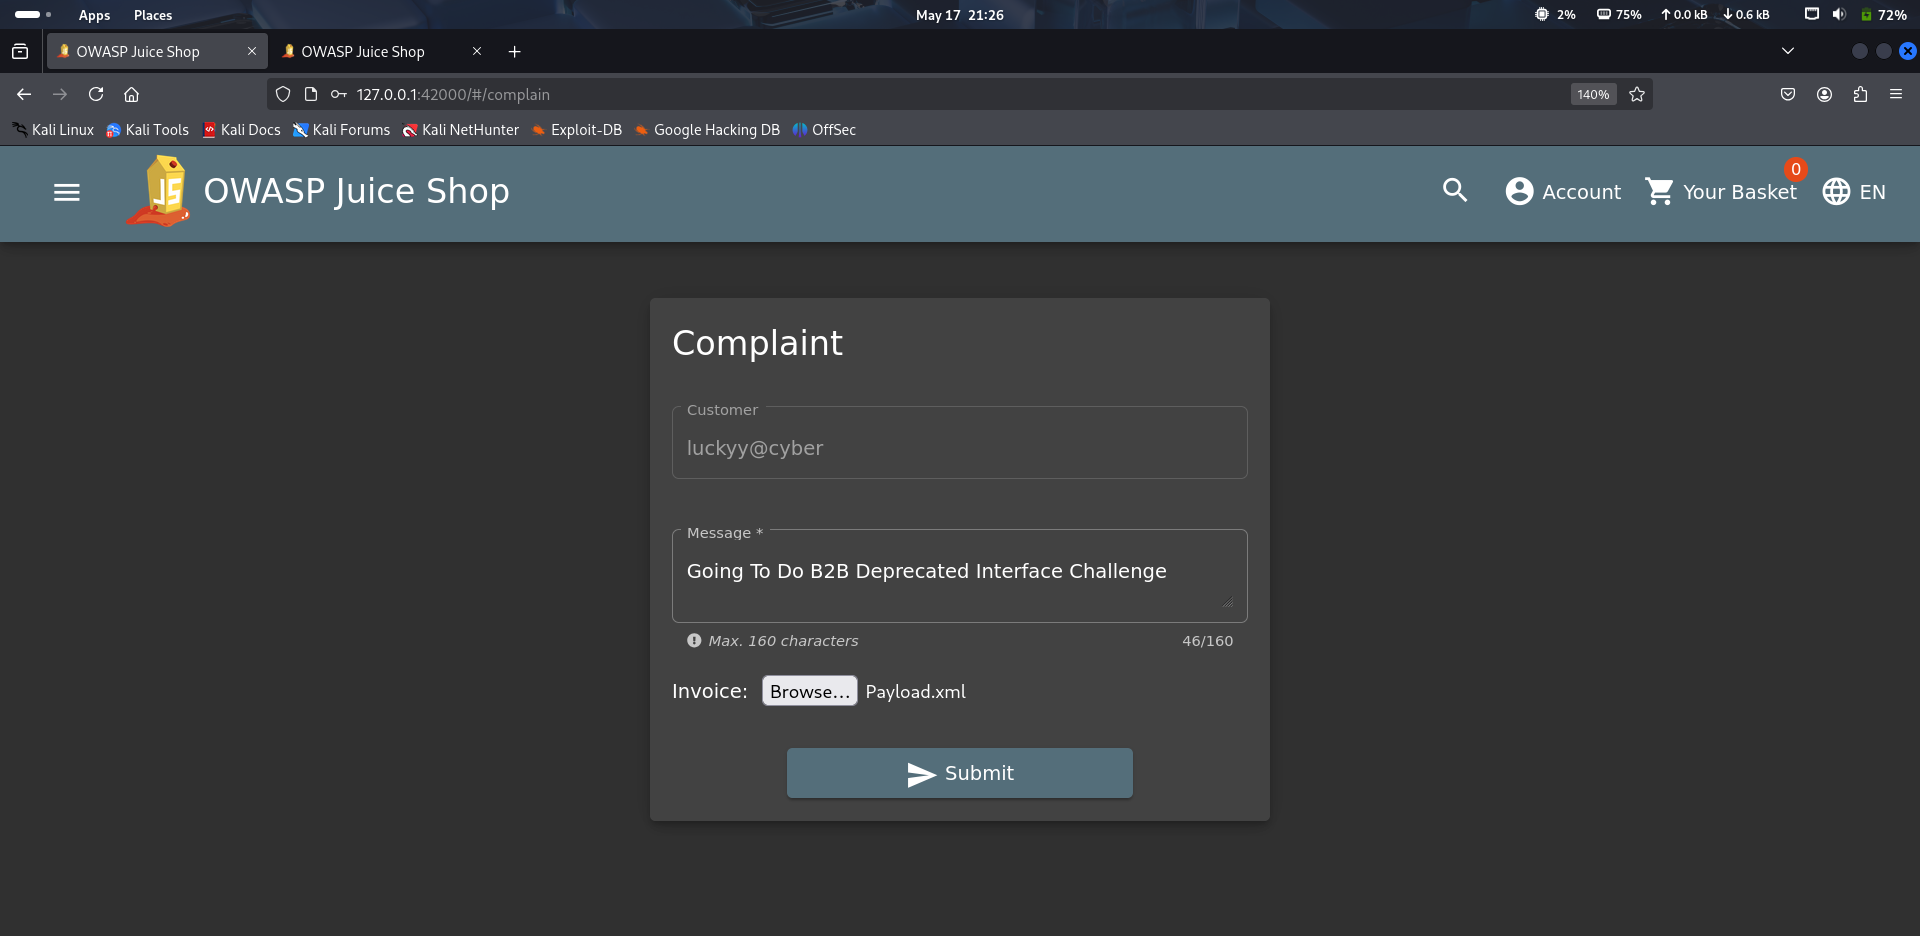 Apps Places May 17 21:26 2% 75% 0.0 kB 0.6 kB 72%
OWASP Juice Shop OWASP Juice Shop
127.0.0.1:42000/#/complain 140%
Kali Linux Kali Tools Kali Docs Kali Forums Kali NetHunter Exploit-DB Google Hacking DB OffSec
JS OWASP Juice Shop Account Your Basket 0 EN
Complaint
Customer
luckyy@cyber
Message *
Going To Do B2B Deprecated Interface Challenge
Max. 160 characters 46/160
Invoice: Browse... Payload.xml
Submit